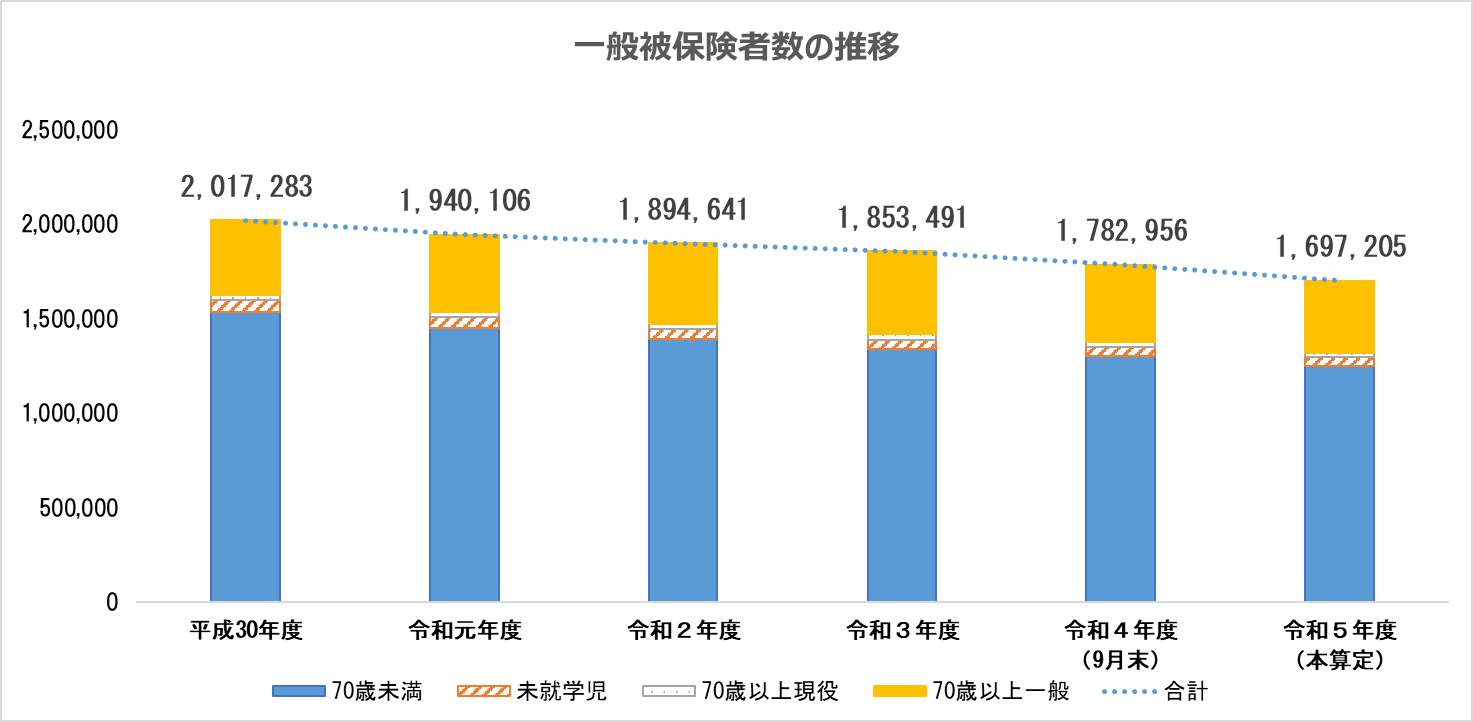 一般被保険者数の推移
2,500,000
2,000,000
1,500,000
1,000,000
500,000
0
2,017,283
1,940,106
1,894,641
1,853,491
1,782,956
1,697,205
平成30年度
令和元年度
令和２年度
令和３年度
令和４年度
（9月末）
令和５年度
（本算定）
70歳未満
未就学児
70歳以上現役
70歳以上一般
合計